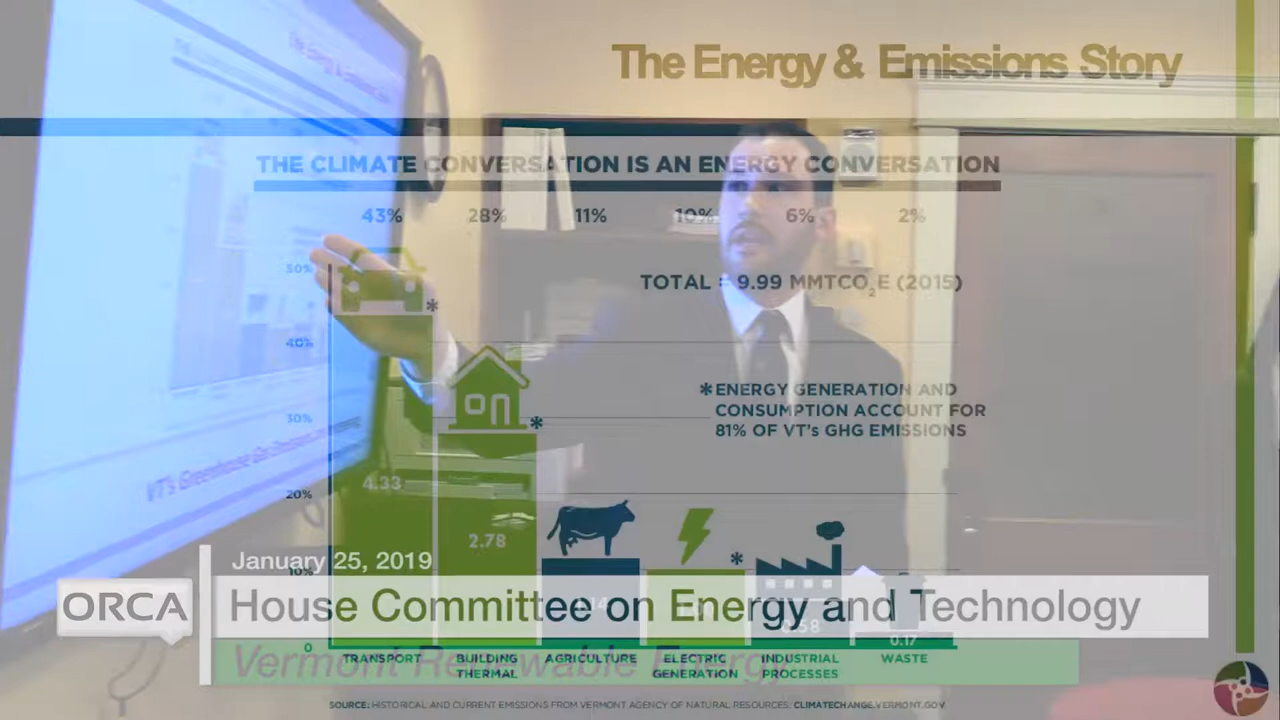 The Energy & Emissions Story
THE CLIMATE CONVERSATION IS AN ENERGY CONVERSATION
43% 28% 11% 10% 6% 2%
TOTAL = 9.99 MMTCO₂E (2015)
50%
40%
30%
20%
10%
0
* ENERGY GENERATION AND
CONSUMPTION ACCOUNT FOR
81% OF VT's GHG EMISSIONS
*
*
*
4.33
2.78
0.17
January 25, 2019
ORCA
House Committee on Energy and Technology
Vermont Renewable Energy
TRANSPORT
BUILDING
THERMAL
AGRICULTURE
ELECTRIC
GENERATION
INDUSTRIAL
PROCESSES
WASTE
SOURCE: HISTORICAL AND CURRENT EMISSIONS FROM VERMONT AGENCY OF NATURAL RESOURCES, CLIMATECHANGE.VERMONT.GOV